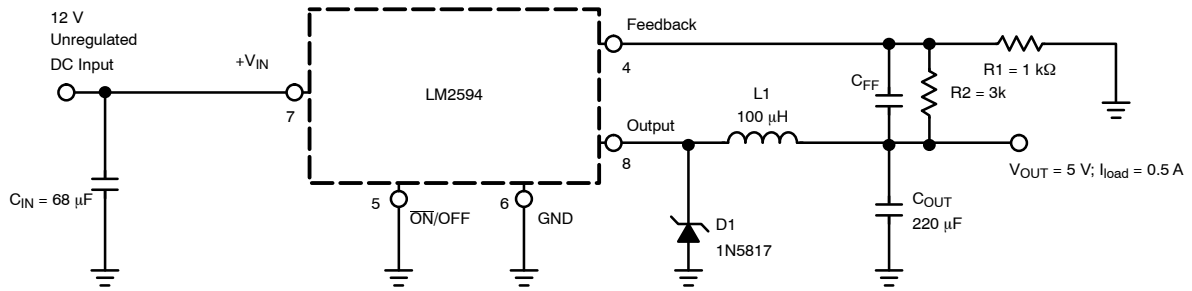 12 V
Unregulated
DC Input
+VIN
7
LM2594
Feedback
4
Output
8
CFF
R2 = 3k
R1 = 1 kΩ
L1
100 μH
VOUT = 5 V; Iload = 0.5 A
CIN = 68 μF
5
ON/OFF
6
GND
D1
1N5817
COUT
220 μF